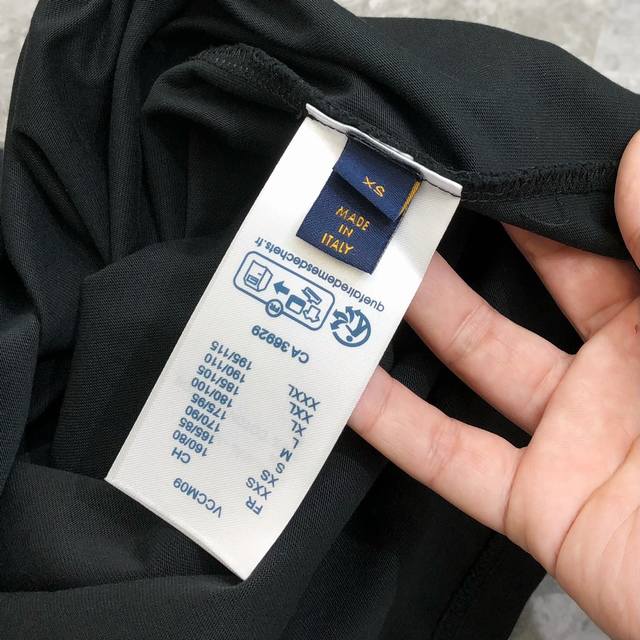 XS
MADE
IN
ITALY
VCCM09
FR CH
XXS 160/80
XS 165/85
S 170/90
M 175/95
L 180/100
XL 185/105
XXL 190/110
XXXL 195/115
CA 36929
FR
quefairedemesdechets.fr